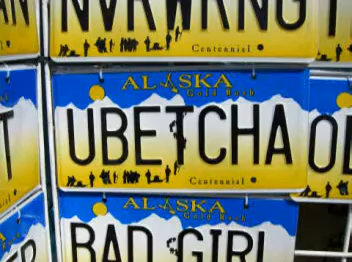 NVRWRNG
Centennial
ALASKA
Gold Rush
UBETCHA
Centennial
ALASKA
Gold Rush
BAD GIRL